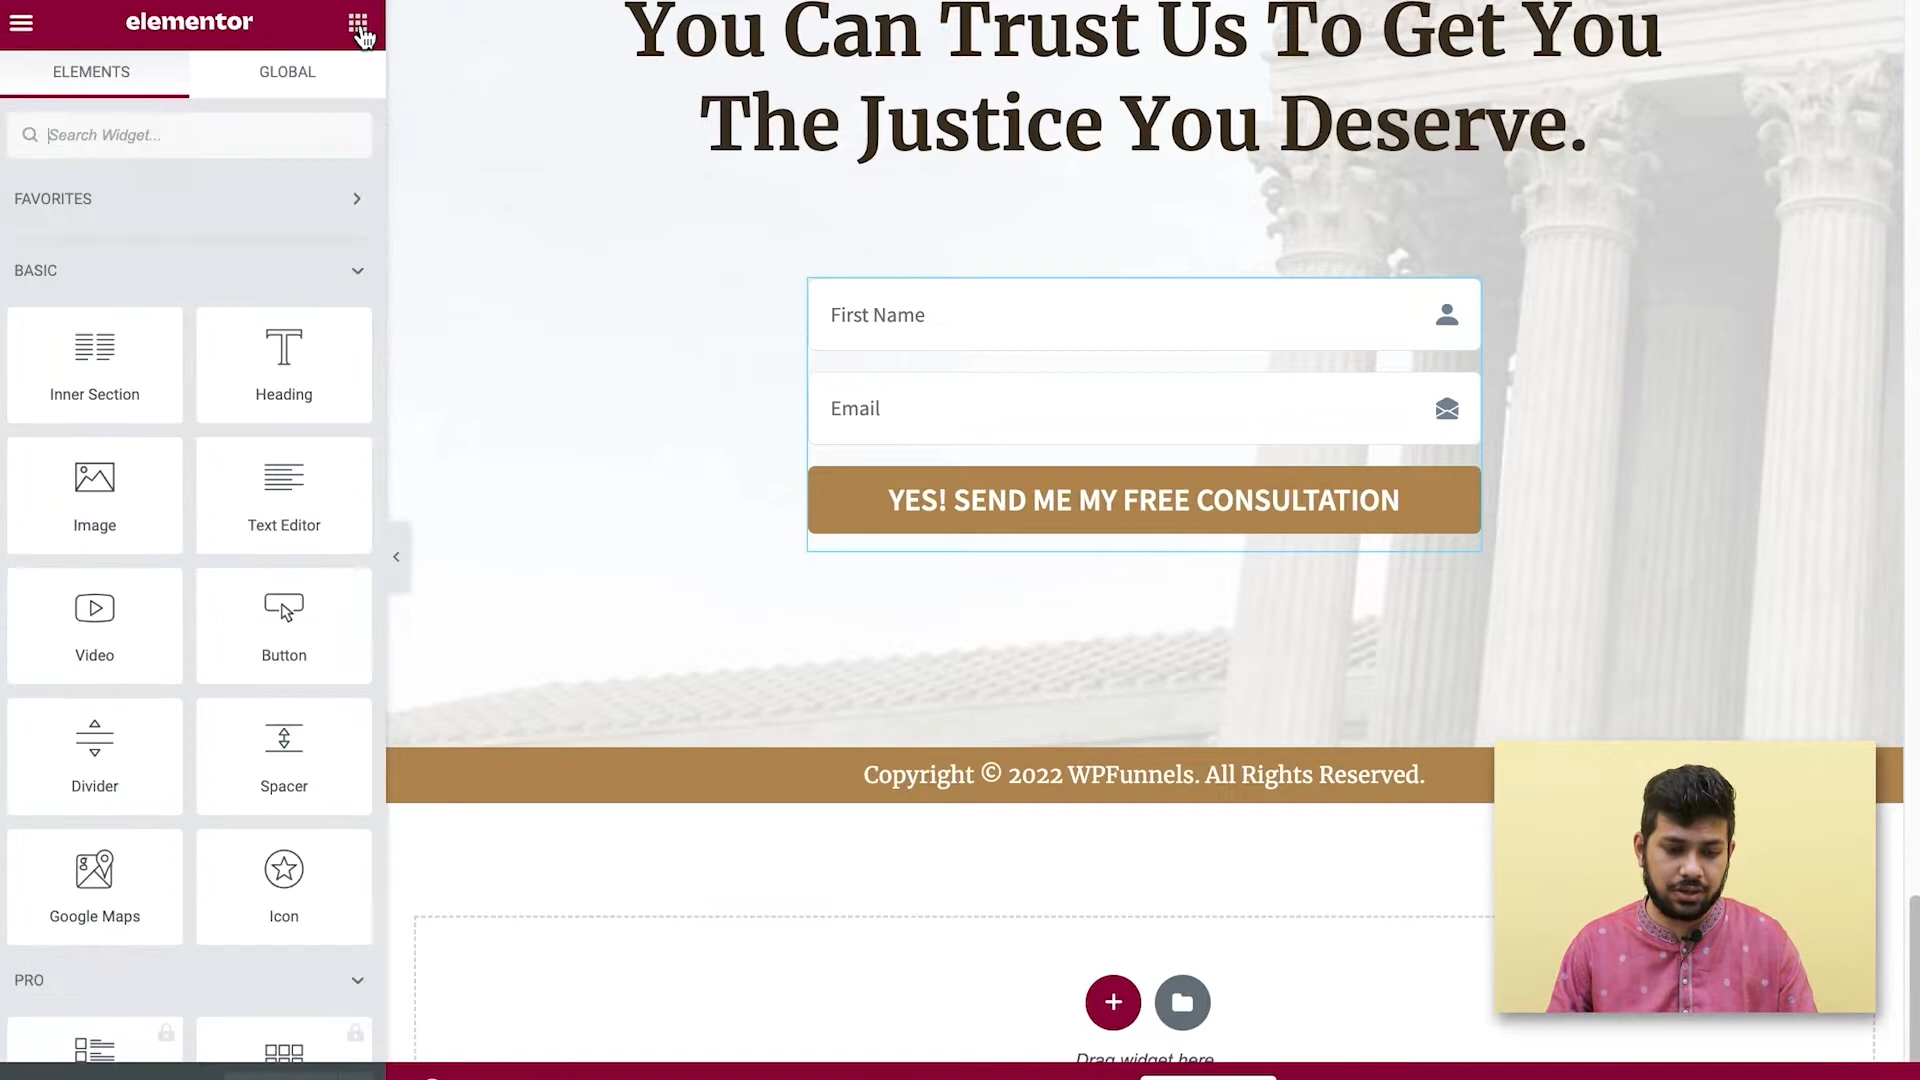 elementor
ELEMENTS
GLOBAL
Search Widget...
FAVORITES
BASIC
Inner Section
Heading
Image
Text Editor
Video
Button
Divider
Spacer
Google Maps
Icon
PRO
You Can Trust Us To Get You
The Justice You Deserve.
First Name
Email
YES! SEND ME MY FREE CONSULTATION
Copyright © 2022 WPFunnels. All Rights Reserved.
Drag widget here